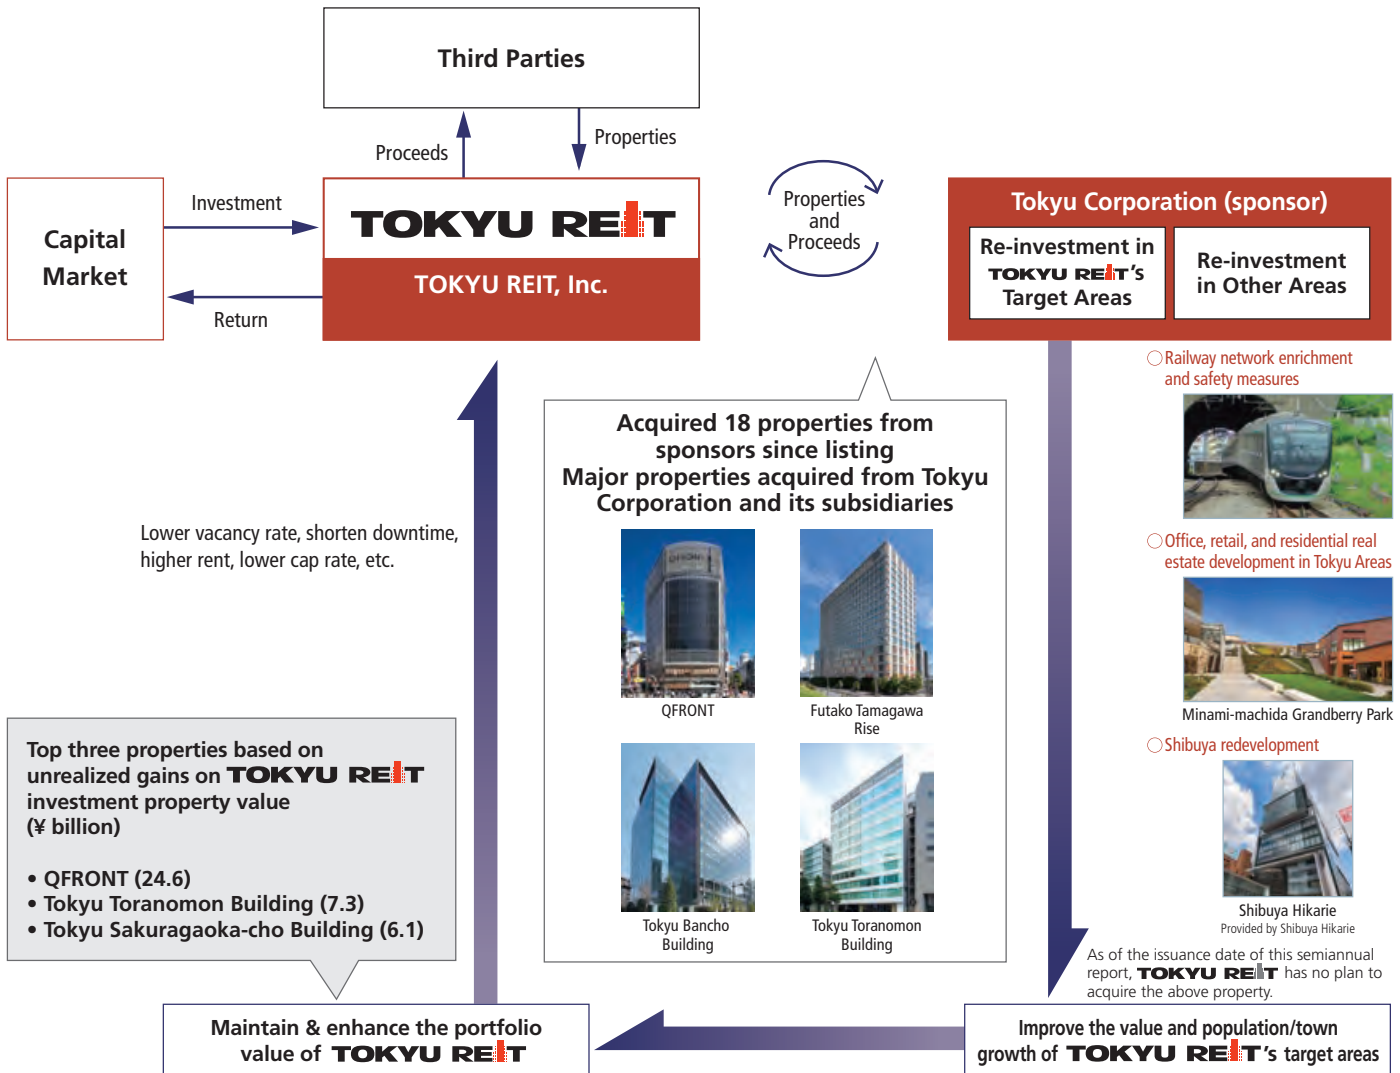 Third Parties
Proceeds
Properties
Capital
Market
Investment
Return
TOKYU REIT
TOKYU REIT, Inc.
Properties
and
Proceeds
Tokyu Corporation (sponsor)
Re-investment in
TOKYU REIT's
Target Areas
Re-investment
in Other Areas
○Railway network enrichment
and safety measures
○Office, retail, and residential real
estate development in Tokyu Areas
Minami-machida Grandberry Park
○Shibuya redevelopment
Shibuya Hikarie
Provided by Shibuya Hikarie
As of the issuance date of this semiannual
report, TOKYU REIT has no plan to
acquire the above property.
Acquired 18 properties from
sponsors since listing
Major properties acquired from Tokyu
Corporation and its subsidiaries
QFRONT
QFRONT
Futako Tamagawa
Rise
Tokyu Bancho
Building
Tokyu Toranomon
Building
Lower vacancy rate, shorten downtime,
higher rent, lower cap rate, etc.
Top three properties based on
unrealized gains on TOKYU REIT
investment property value
(¥ billion)
• QFRONT (24.6)
• Tokyu Toranomon Building (7.3)
• Tokyu Sakuragaoka-cho Building (6.1)
Maintain & enhance the portfolio
value of TOKYU REIT
Improve the value and population/town
growth of TOKYU REIT's target areas